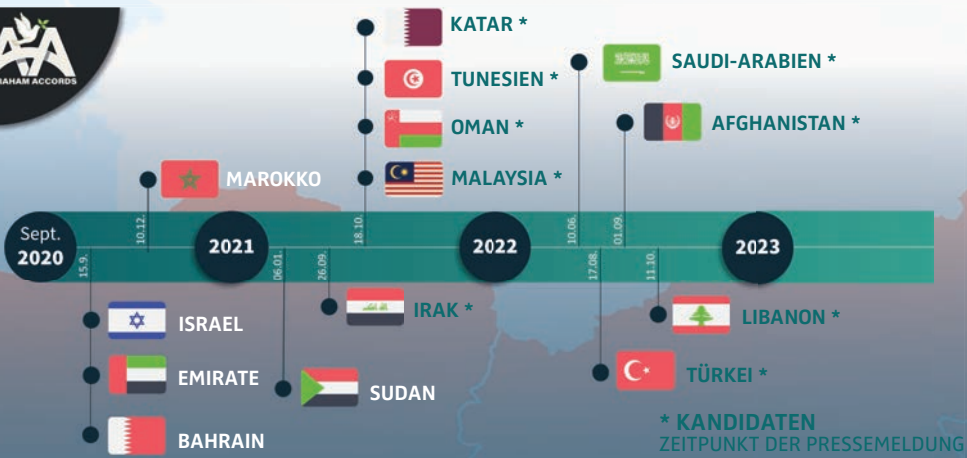 AA
RAHAM ACCORDS
KATAR *
TUNESIEN *
OMAN *
MALAYSIA *
SAUDI-ARABIEN *
AFGHANISTAN *
MAROKKO
10.12.
18.10.
10.06.
01.09.
Sept.
2020
2021
2022
2023
15.9.
06.01.
26.09.
17.08.
11.10.
ISRAEL
EMIRATE
BAHRAIN
SUDAN
IRAK *
LIBANON *
TÜRKEI *
* KANDIDATEN
ZEITPUNKT DER PRESSEMELDUNG